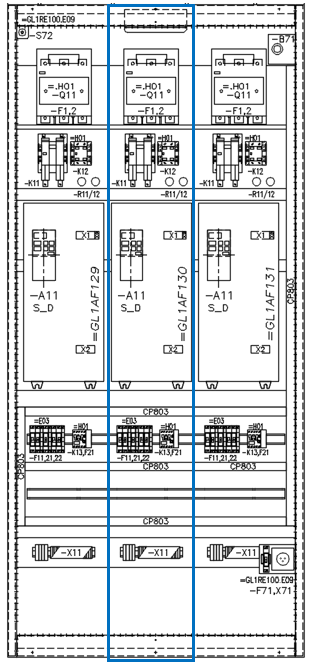 =GL1RE100.E09
-S72
-B71
=.H01
-Q11
-F1,2
=.H01
-Q11
-F1,2
=.H01
-Q11
-F1,2
=H01
-K12
-K11
-R11/12
=H01
-K12
-K11
-R11/12
=H01
-K12
-K11
-R11/12
X1
-A11
S_D
=GL1AF129
X2
X1
-A11
S_D
=GL1AF130
X2
X1
-A11
S_D
=GL1AF131
X2
CP803
CP803
=E03
=H01
-F11,21,22
-K13,F21
=E03
=H01
-F11,21,22
-K13,F21
=E03
=H01
-F11,21,22
-K13,F21
CP803
CP803
CP803
CP803
-X11
-X11
-X11
=GL1RE100.E09
-F71,X71